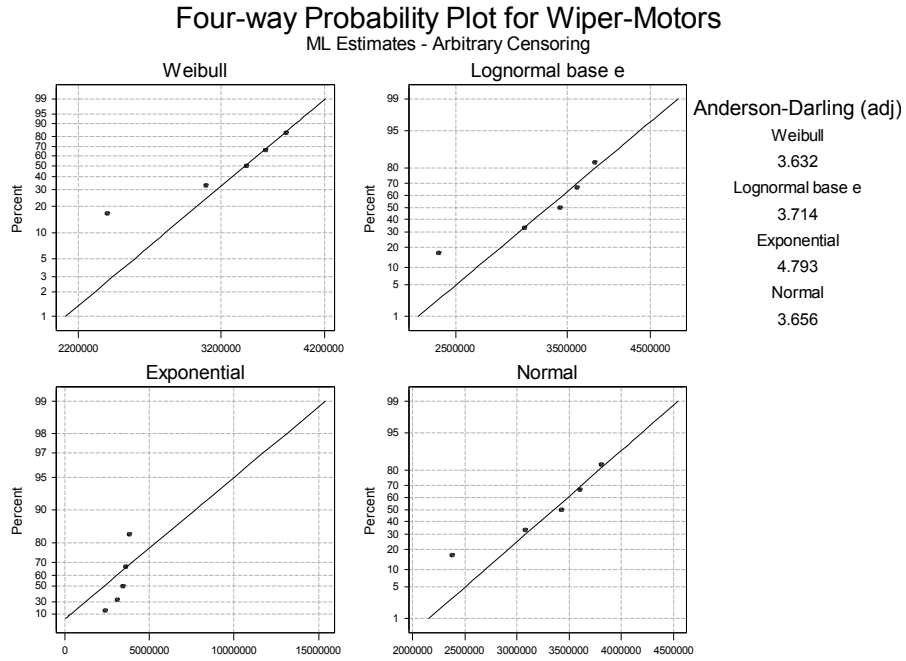 Four-way Probability Plot for Wiper-Motors
ML Estimates - Arbitrary Censoring
Weibull
99
95
90
80
70
60
50
40
30
20
10
5
3
2
1
Percent
2200000 3200000 4200000
Lognormal base e
99
95
80
70
60
50
40
30
20
10
5
1
Percent
2500000 3500000 4500000
Anderson-Darling (adj)
Weibull
3.632
Lognormal base e
3.714
Exponential
4.793
Normal
3.656
Exponential
99
98
97
95
90
80
70
60
50
30
10
Percent
0 5000000 10000000 15000000
Normal
99
95
80
70
60
50
40
30
20
10
5
1
Percent
2000000 2500000 3000000 3500000 4000000 4500000